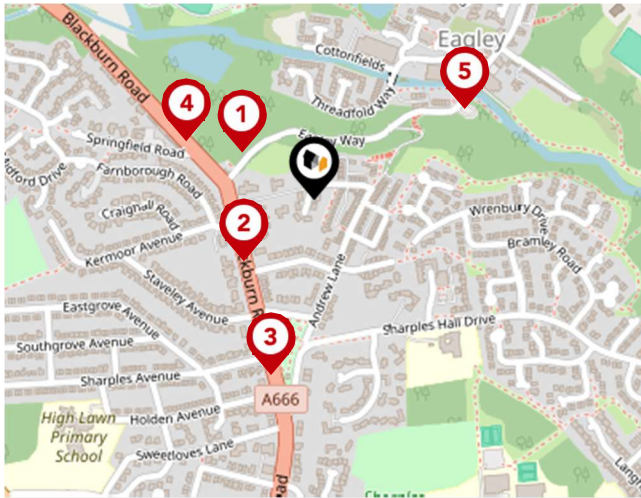 Blackburn Road
Eagley
Cottonfields
5
Threadfold Way
4
1
Eagley Way
Springfield Road
Midford Drive
Farnborough Road
Craighall Road
2
Wrenbury Drive
Bramley Road
Kermoor Avenue
Staveley Avenue
Andrew Lane
Eastgrove Avenue
Southgrove Avenue
3
Sharples Hall Drive
Sharples Avenue
A666
Holden Avenue
High Lawn
Primary
School
Sweetloves Lane